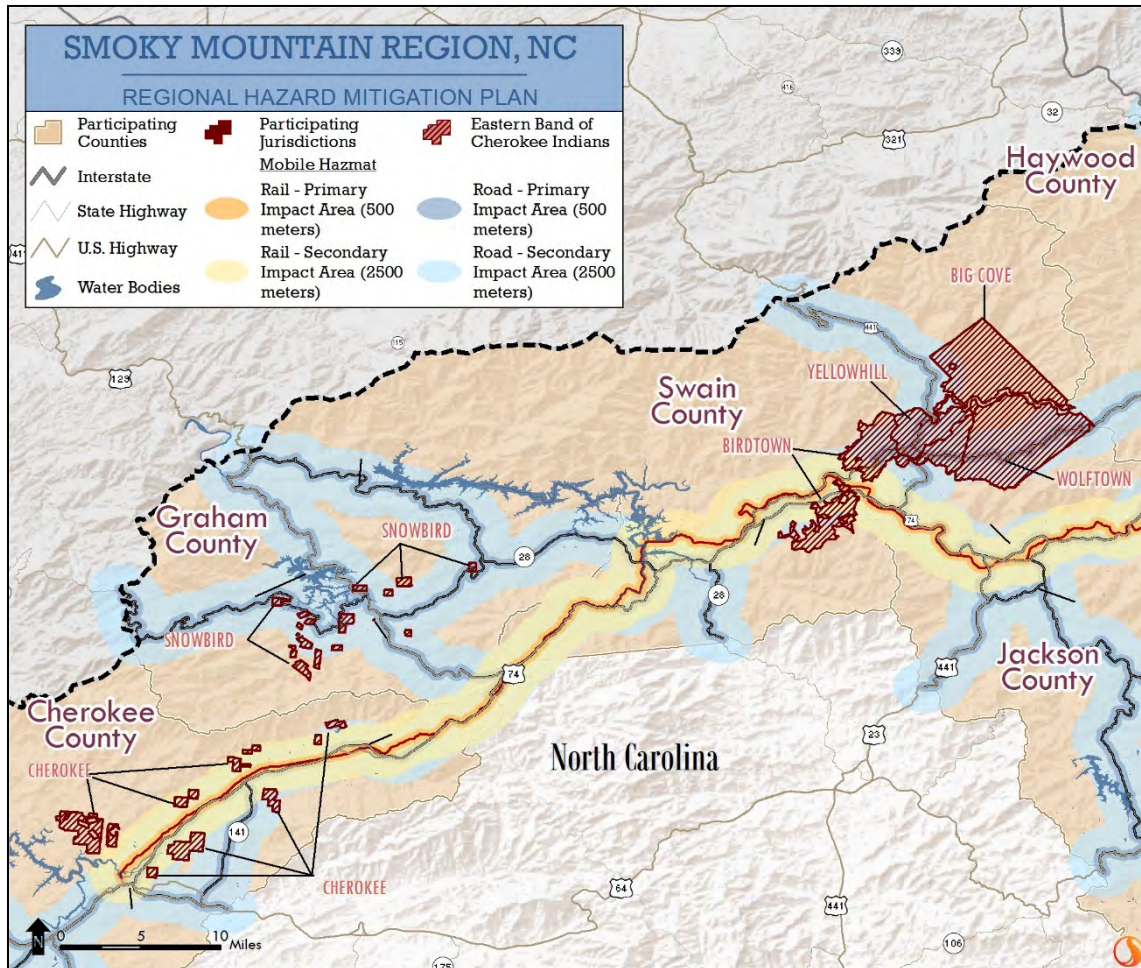 SMOKY MOUNTAIN REGION, NC
REGIONAL HAZARD MITIGATION PLAN
Participating
Counties
Interstate
State Highway
U.S. Highway
Water Bodies
Participating
Jurisdictions
Mobile Hazmat
Rail - Primary
Impact Area (500
meters)
Rail - Secondary
Impact Area (2500
meters)
Eastern Band of
Cherokee Indians
Road - Primary
Impact Area (500
meters)
Road - Secondary
Impact Area (2500
meters)
339
416
32
321
411
Haywood
County
BIG COVE
441
115
129
YELLOWHILL
Swain
County
BIRDTOWN
WOLFTOWN
Graham
County
SNOWBIRD
28
74
28
SNOWBIRD
74
441
Jackson
County
Cherokee
County
23
North Carolina
CHEROKEE
141
CHEROKEE
64
441
106
175
N
0 5 10
Miles